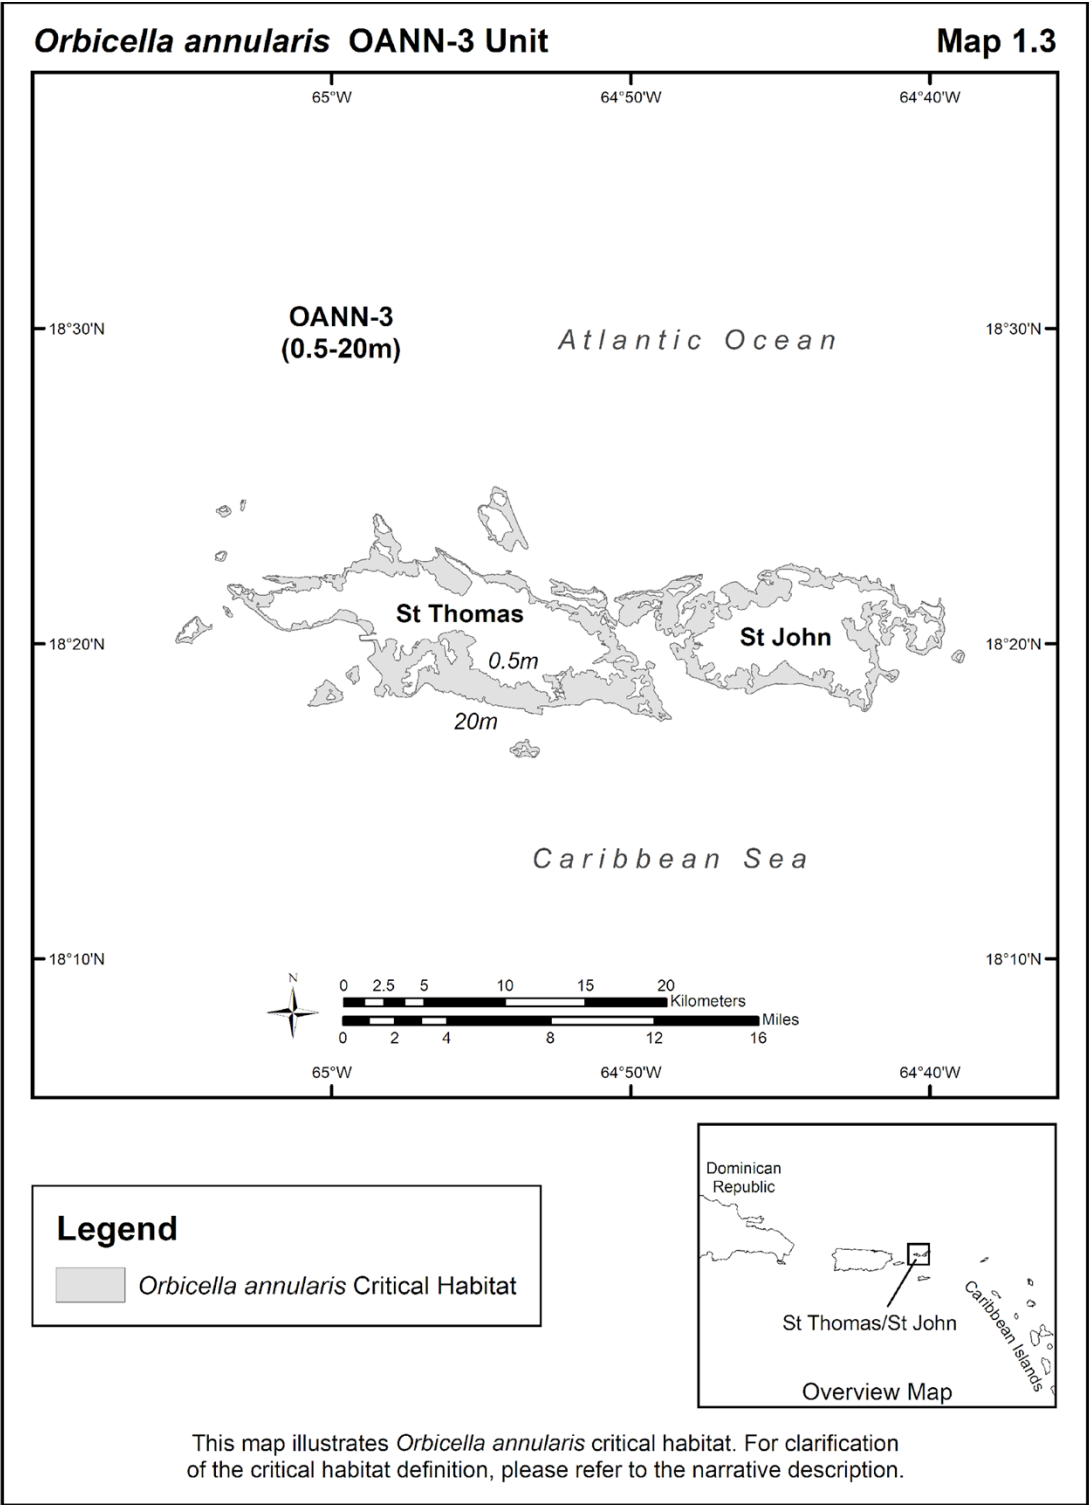 Orbicella annularis OANN-3 Unit
Map 1.3
65°W
64°50'W
64°40'W
OANN-3
(0.5-20m)
Atlantic Ocean
18°30'N
18°30'N
St Thomas
St John
18°20'N
18°20'N
0.5m
20m
Caribbean Sea
18°10'N
18°10'N
N
0 2.5 5 10 15 20
Kilometers
Miles
0 2 4 8 12 16
65°W
64°50'W
64°40'W
Legend
Orbicella annularis Critical Habitat
Dominican
Republic
St Thomas/St John
Caribbean Islands
Overview Map
This map illustrates Orbicella annularis critical habitat. For clarification
of the critical habitat definition, please refer to the narrative description.